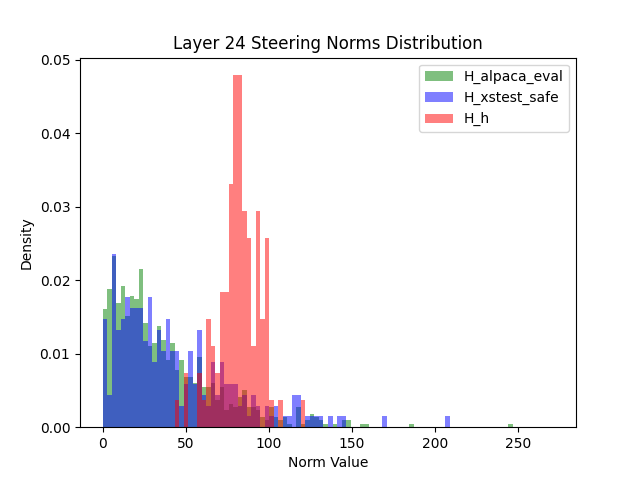 Layer 24 Steering Norms Distribution
H_alpaca_eval
H_xstest_safe
H_h
Density
0.05
0.04
0.03
0.02
0.01
0.00
0
50
100
150
200
250
Norm Value